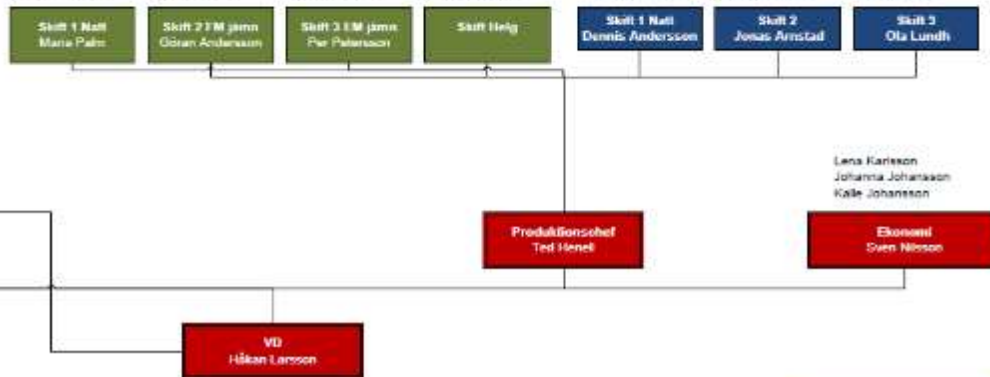 Skift 1 Natt
Maria Palm
Skift 2 EM jämn
Göran Andersson
Skift 3 EM jämn
Per Petersson
Skift Helg
Skift 1 Natt
Dennis Andersson
Skift 2
Jonas Arnstad
Skift 3
Ola Lundh
Lena Karlsson
Johanna Johansson
Kalle Johansson
Produktionschef
Ted Henell
Ekonomi
Sven Nilsson
VD
Håkan Larsson